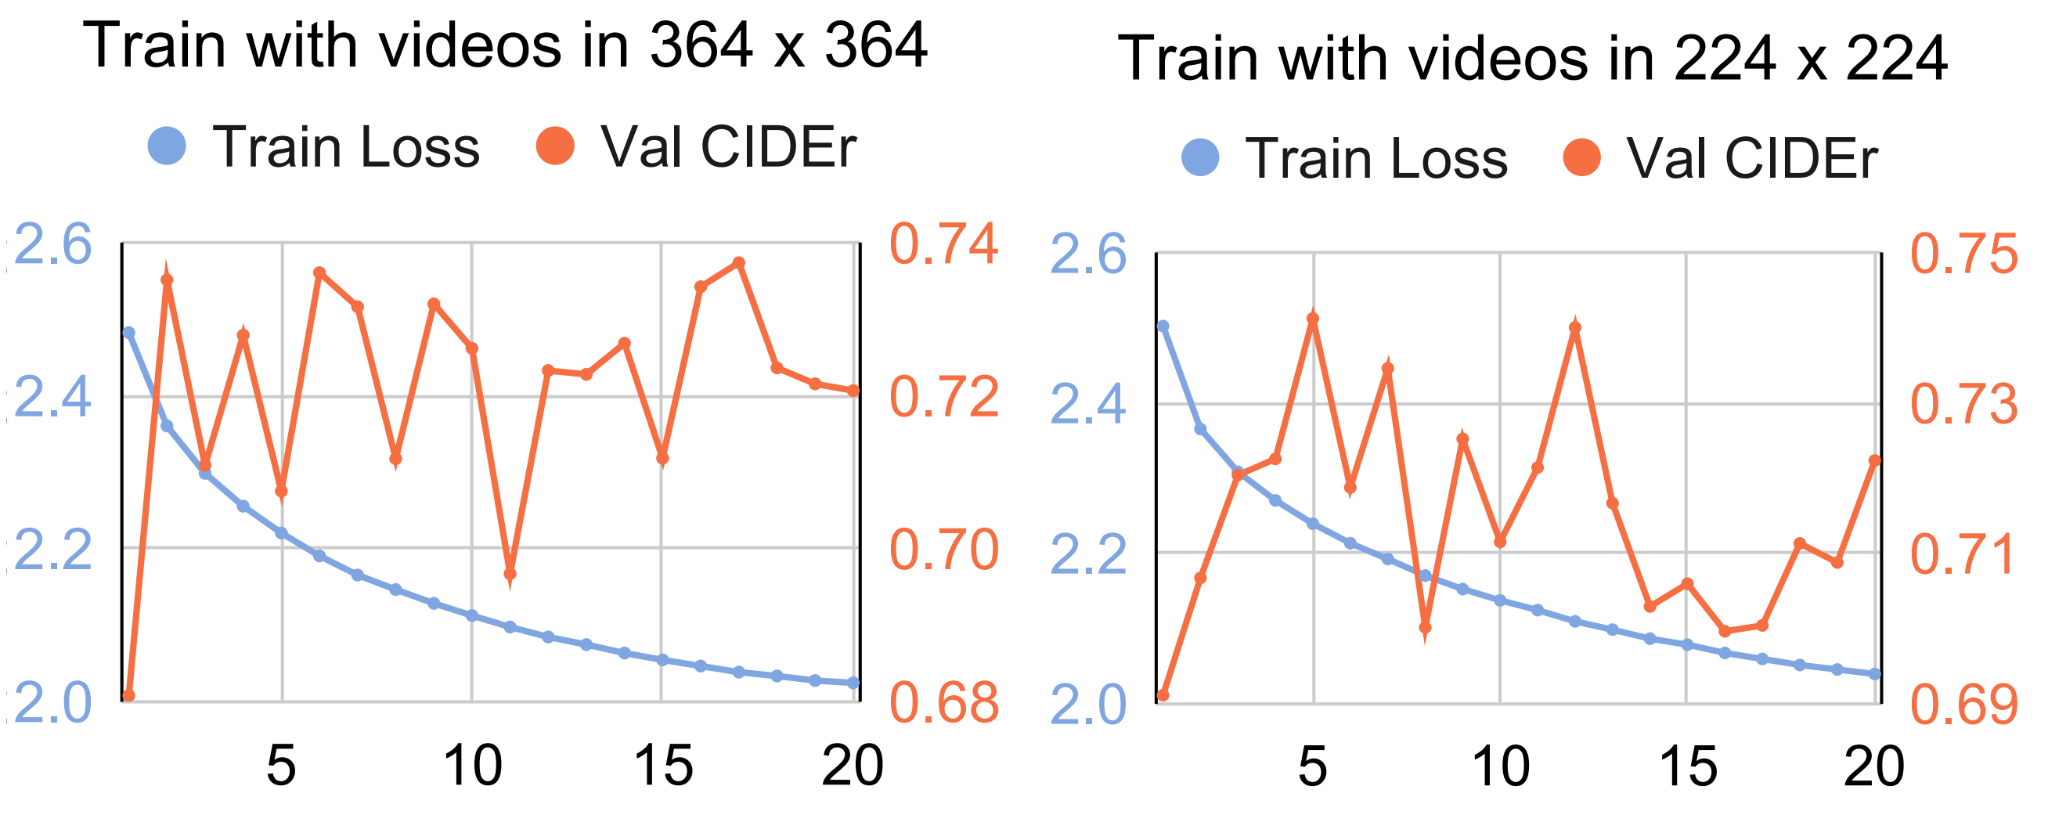 Train with videos in 364 x 364
Train Loss Val CIDEr
2.6
2.4
2.2
2.0
0.74
0.72
0.70
0.68
5 10 15 20
Train with videos in 224 x 224
Train Loss Val CIDEr
2.6
2.4
2.2
2.0
0.75
0.73
0.71
0.69
5 10 15 20